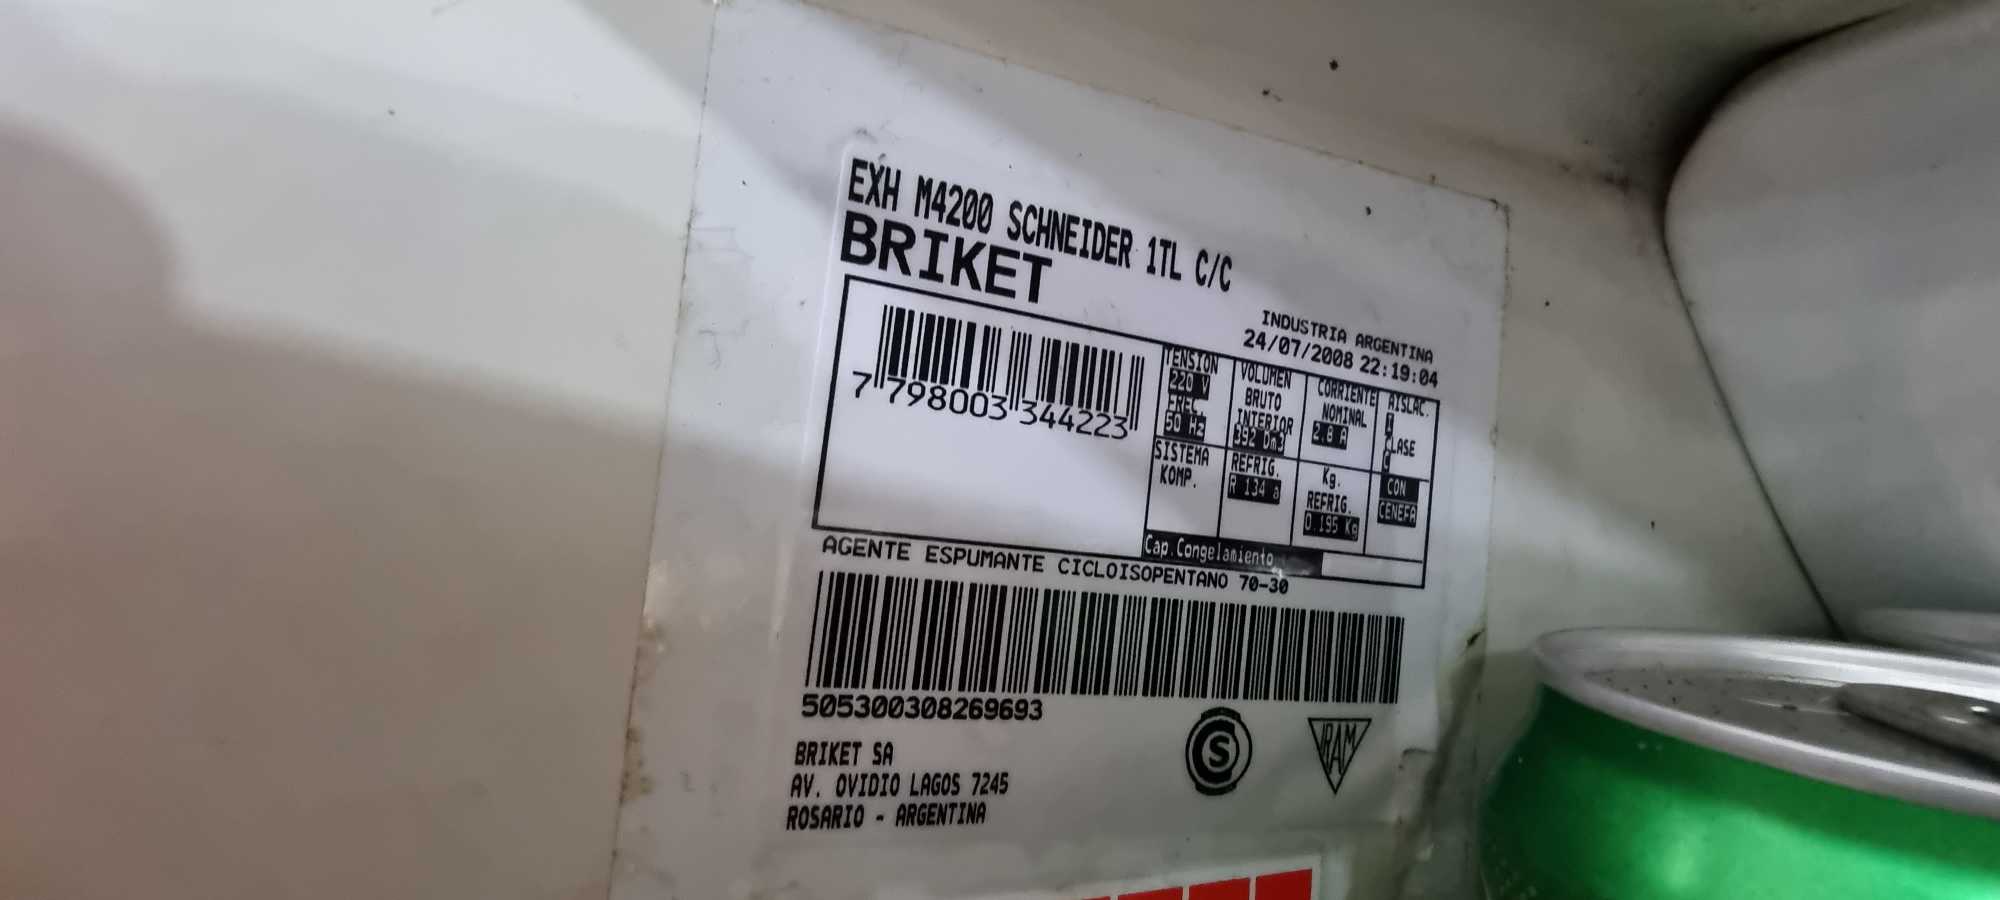 EXH M4200 SCHNEIDER 1TL C/C
BRIKET
INDUSTRIA ARGENTINA
24/07/2008 22:19:04
7 798003 344223
TENSION
220 V
FREC.
50 Hz
VOLUMEN
BRUTO
INTERIOR
392 Dm3
CORRIENTE
NOMINAL
2.8 A
AISLAC.
I
CLASE
C
SISTEMA
KOMP.
REFRIG.
R 134 a
Kg.
REFRIG.
0.195 Kg
CON
CENEFA
Cap.Congelamiento
AGENTE ESPUMANTE CICLOISOPENTANO 70-30
505300308269693
BRIKET SA
AV. OVIDIO LAGOS 7245
ROSARIO - ARGENTINA
S
IRAM